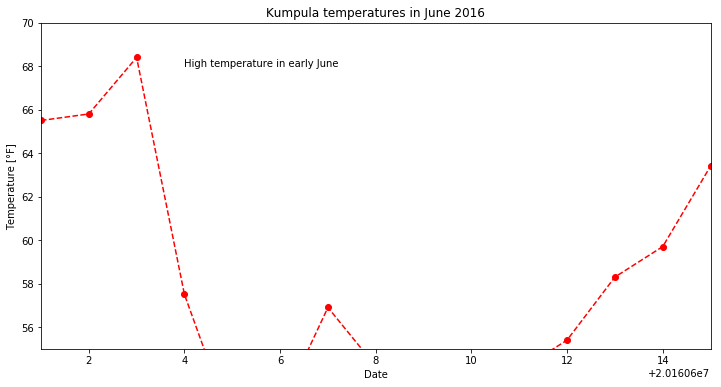 Kumpula temperatures in June 2016
70
68
66
64
62
60
58
56
Temperature [°F]
High temperature in early June
2 4 6 8 10 12 14
Date
+2.01606e7